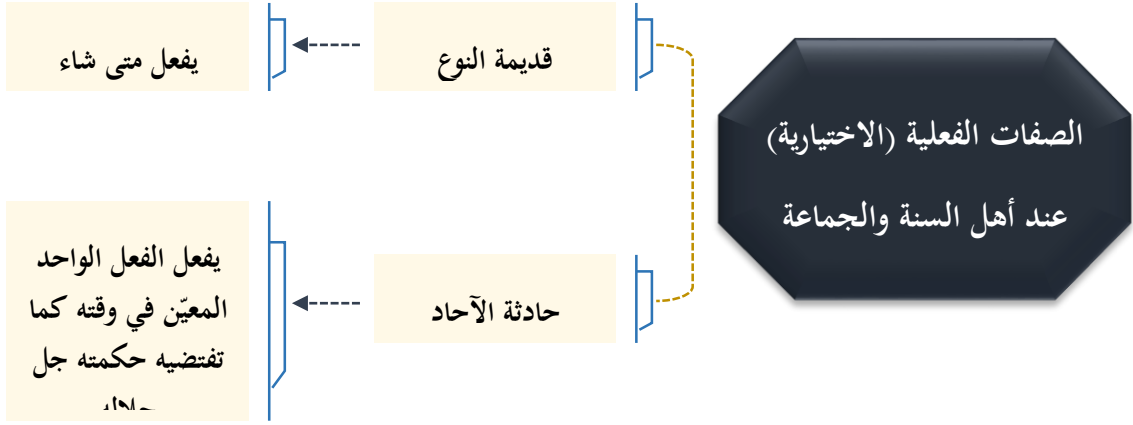 الصفات الفعلية (الاختيارية)
عند أهل السنة والجماعة
قديمة النوع
يفعل متى شاء
حادثة الآحاد
يفعل الفعل الواحد
المعيّن في وقته كما
تفتضيه حكمته جل